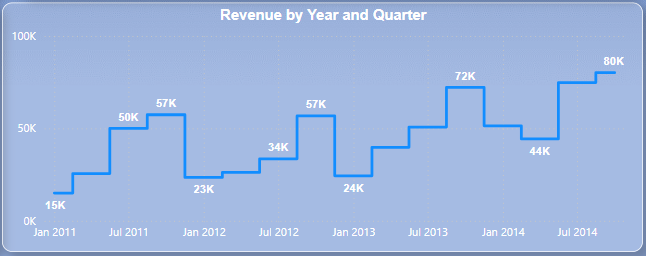 Revenue by Year and Quarter
100K
80K
72K
57K
57K
50K
50K
34K
44K
23K
24K
15K
0K
Jan 2011 Jul 2011 Jan 2012 Jul 2012 Jan 2013 Jul 2013 Jan 2014 Jul 2014